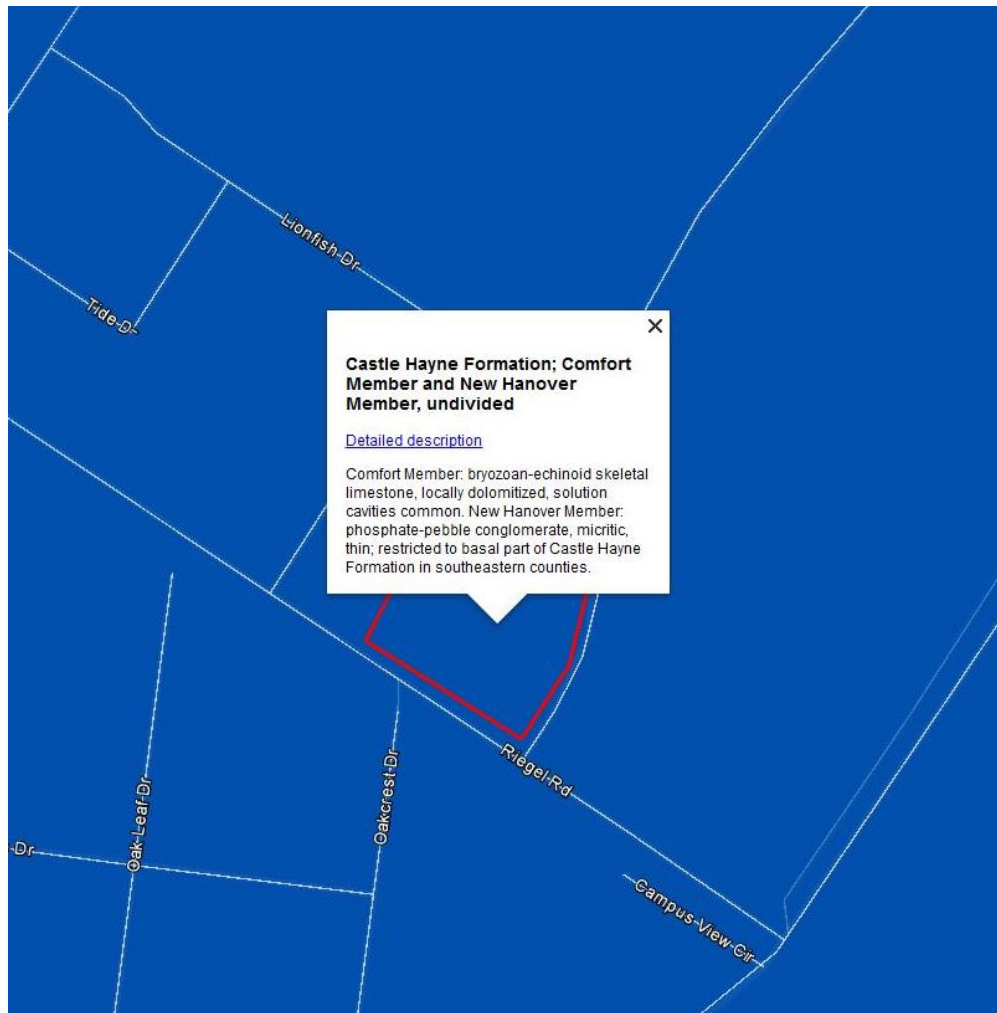 Lionfish-Dr
Tide-Dr
Castle Hayne Formation; Comfort
Member and New Hanover
Member, undivided
Detailed description
Comfort Member: bryozoan-echinoid skeletal
limestone, locally dolomitized, solution
cavities common. New Hanover Member:
phosphate-pebble conglomerate, micritic,
thin; restricted to basal part of Castle Hayne
Formation in southeastern counties.
Riegel-Rd
Oakcrest-Dr
Oak-Leaf-Dr
-Dr
Campus-View-Cir